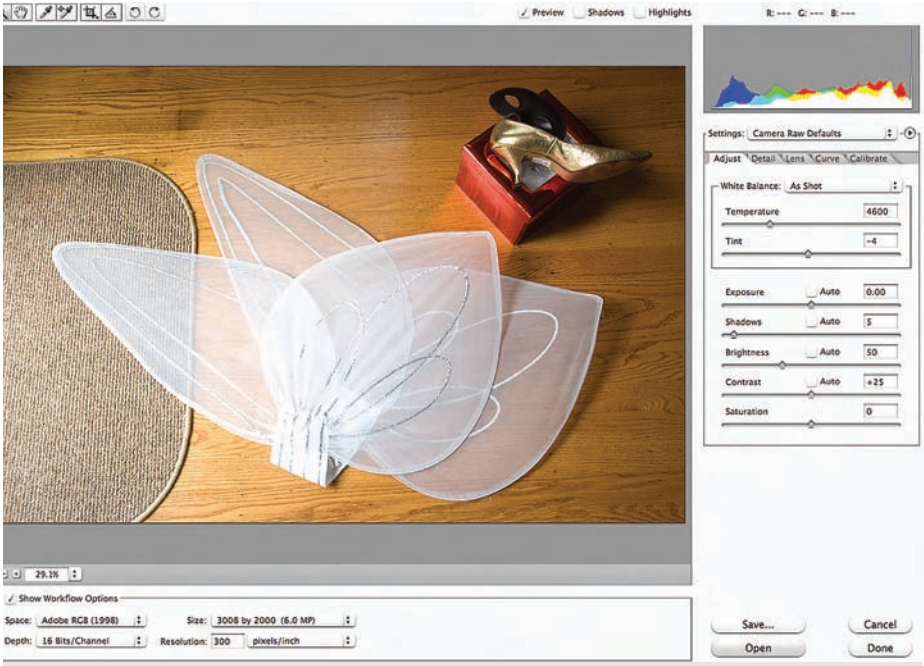 Preview Shadows Highlights
R: --- G: --- B: ---
Settings: Camera Raw Defaults
Adjust Detail Lens Curve Calibrate
White Balance: As Shot
Temperature 4600
Tint -4
Exposure Auto 0.00
Shadows Auto 5
Brightness Auto 50
Contrast Auto +25
Saturation 0
29.1%
Show Workflow Options
Space: Adobe RGB (1998) Size: 3008 by 2000 (6.0 MP)
Depth: 16 Bits/Channel Resolution: 300 pixels/inch
Save... Cancel
Open Done